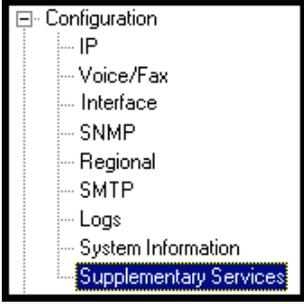 Configuration
IP
Voice/Fax
Interface
SNMP
Regional
SMTP
Logs
System Information
Supplementary Services